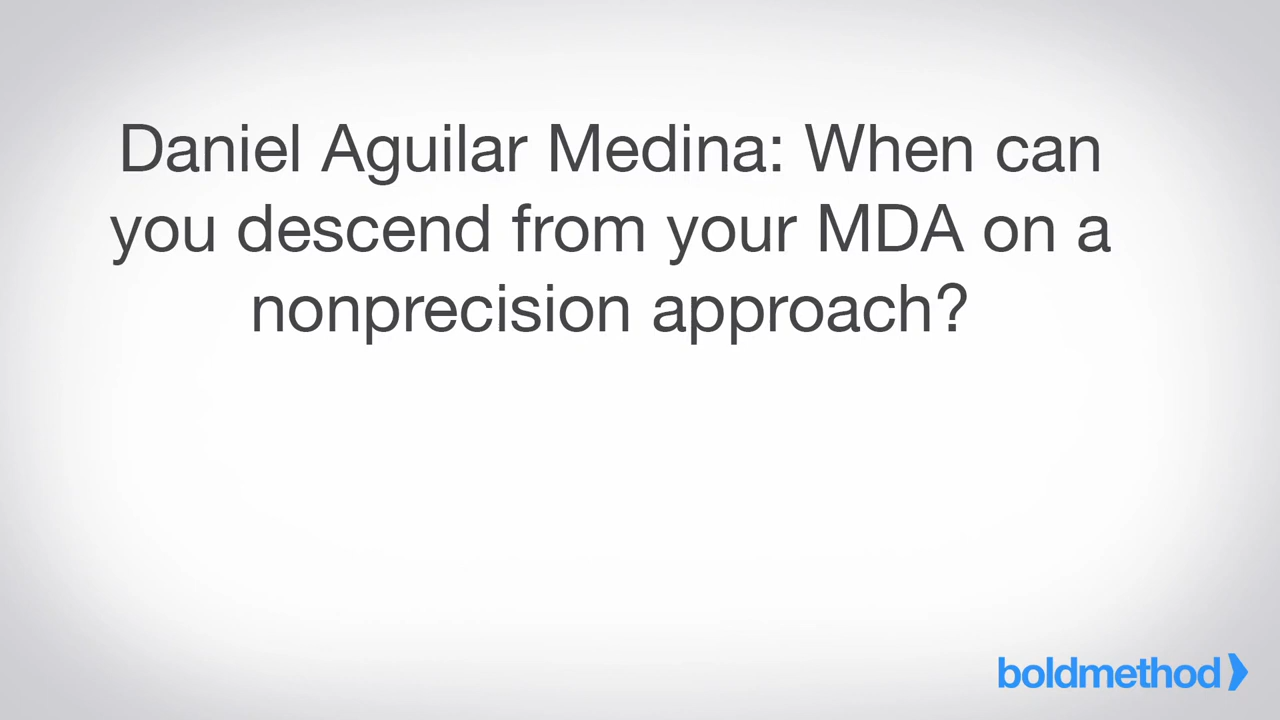 Daniel Aguilar Medina: When can
you descend from your MDA on a
nonprecision approach?
boldmethod